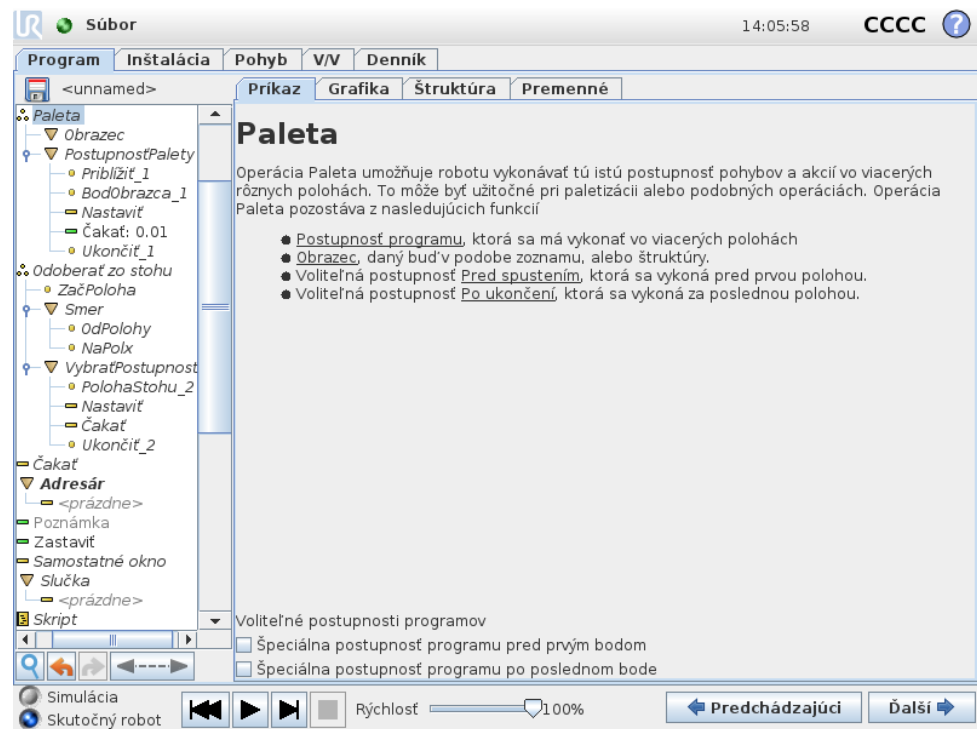 Súbor
14:05:58
CCCC
?
Program
Inštalácia
Pohyb
V/V
Denník
<unnamed>
Príkaz
Grafika
Štruktúra
Premenné
Paleta
Obrazec
PostupnosťPalety
Priblížiť_1
BodObrazca_1
Nastaviť
Čakať: 0.01
Ukončiť_1
Odoberať zo stohu
ZačPoloha
Smer
OdPolohy
NaPolx
VybraťPostupnost
PolohaStohu_2
Nastaviť
Čakať
Ukončiť_2
Čakať
Adresár
<prázdne>
Poznámka
Zastaviť
Samostatné okno
Slučka
<prázdne>
Skript
Paleta
Operácia Paleta umožňuje robotu vykonávať tú istú postupnosť pohybov a akcií vo viacerých
rôznych polohách. To môže byť užitočné pri paletizácii alebo podobných operáciách. Operácia
Paleta pozostáva z nasledujúcich funkcií
Postupnosť programu, ktorá sa má vykonať vo viacerých polohách
Obrazec, daný buď v podobe zoznamu, alebo štruktúry.
Voliteľná postupnosť Pred spustením, ktorá sa vykoná pred prvou polohou.
Voliteľná postupnosť Po ukončení, ktorá sa vykoná za poslednou polohou.
Voliteľné postupnosti programov
Špeciálna postupnosť programu pred prvým bodom
Špeciálna postupnosť programu po poslednom bode
Simulácia
Skutočný robot
Rýchlosť
100%
Predchádzajúci
Ďalší